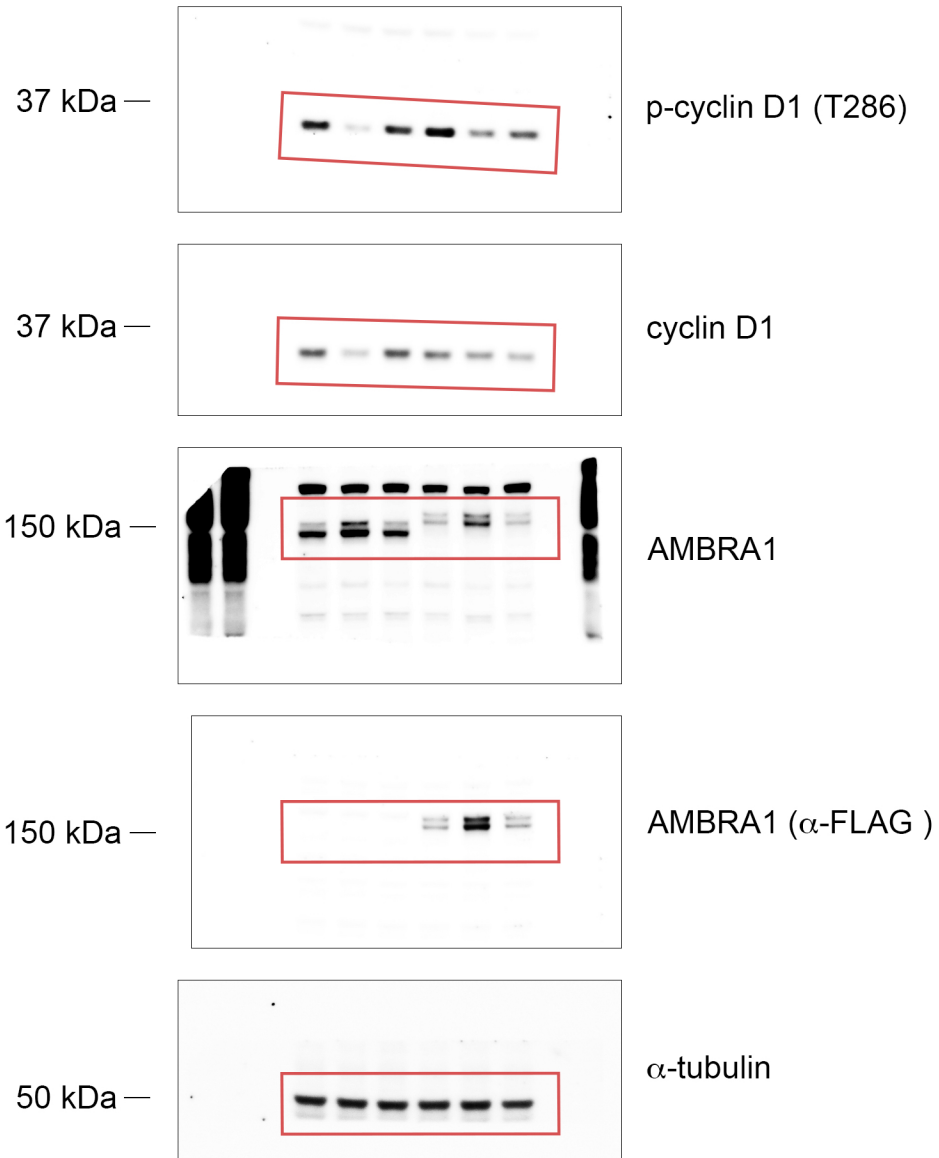 37 kDa
p-cyclin D1 (T286)
37 kDa
cyclin D1
150 kDa
AMBRA1
150 kDa
AMBRA1 (α-FLAG )
50 kDa
α-tubulin